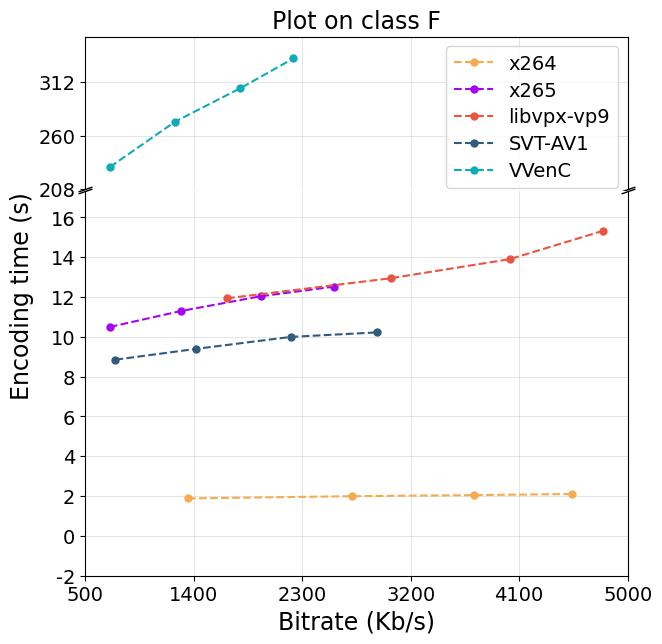 Plot on class F
312
260
208
16
14
12
10
8
6
4
2
0
-2
Encoding time (s)
x264
x265
libvpx-vp9
SVT-AV1
VVenC
500 1400 2300 3200 4100 5000
Bitrate (Kb/s)